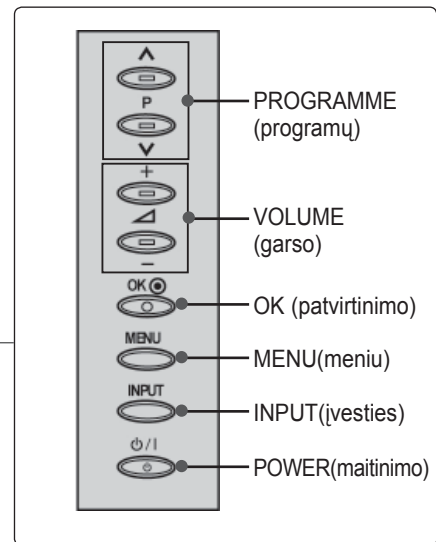 P
PROGRAMME
(programų)
+
VOLUME
(garso)
−
OK
OK (patvirtinimo)
MENU
MENU(meniu)
INPUT
INPUT(įvesties)
⏻/I
POWER(maitinimo)